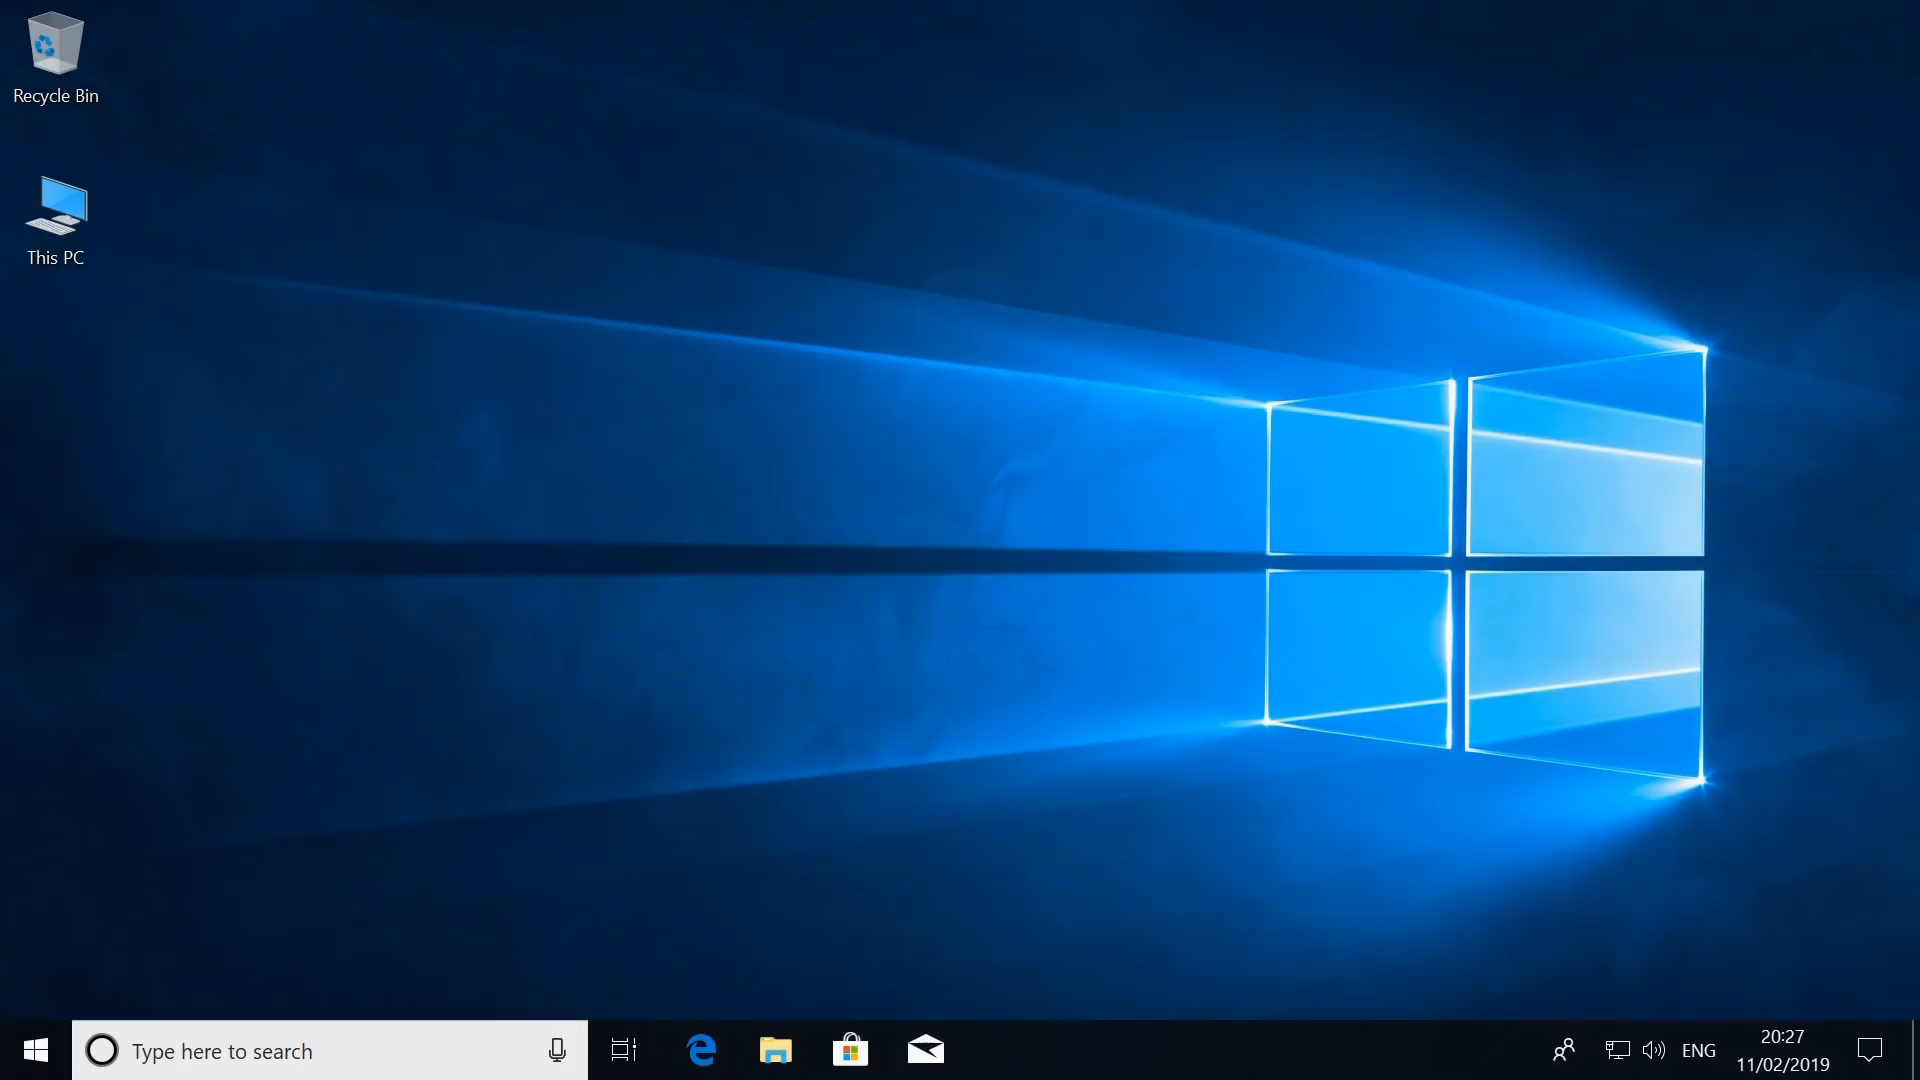 Recycle Bin
This PC
Type here to search
ENG
20:27
11/02/2019